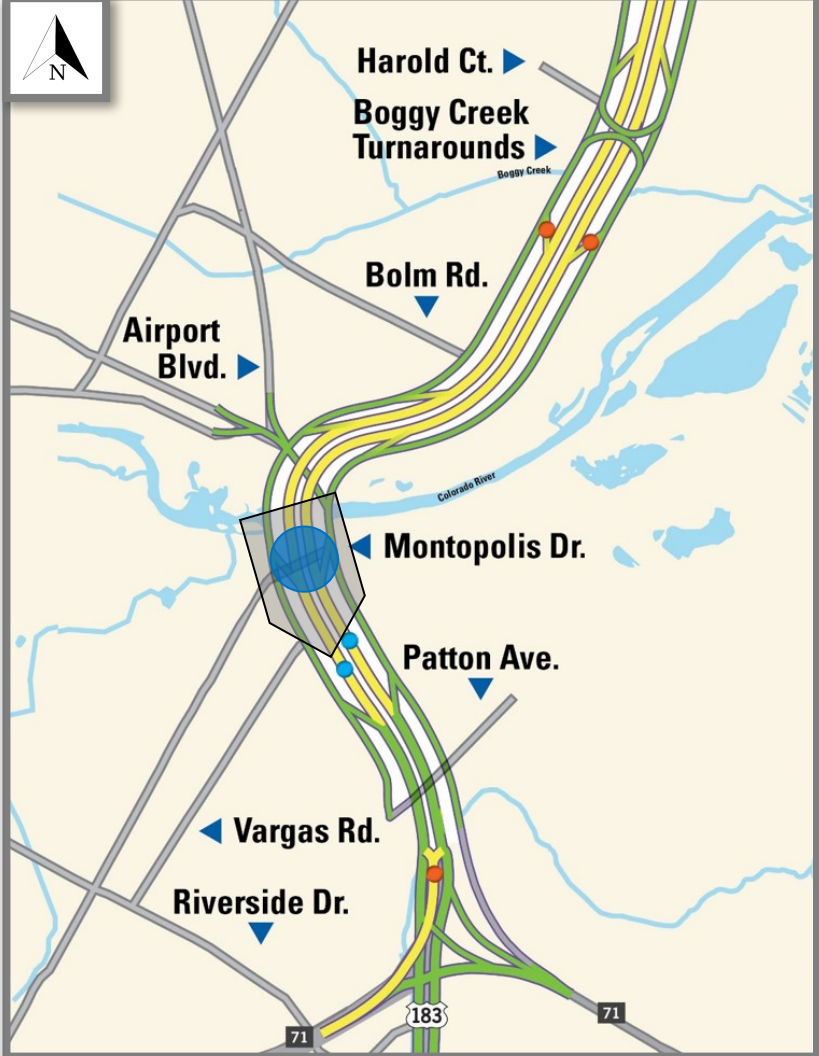 N
Harold Ct.
Boggy Creek
Turnarounds
Boggy Creek
Bolm Rd.
Airport
Blvd.
Colorado River
Montopolis Dr.
Patton Ave.
Vargas Rd.
Riverside Dr.
183
71
71